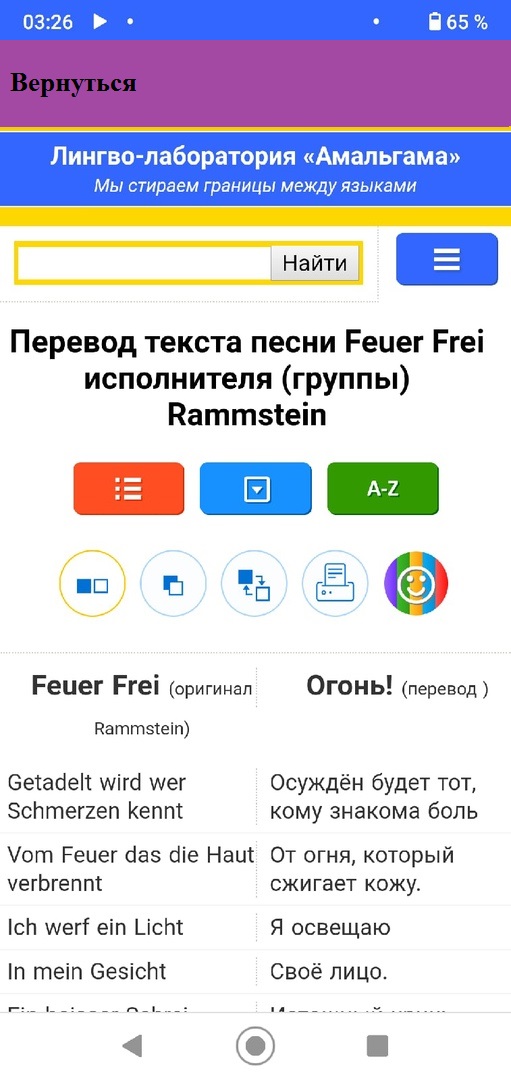 03:26
65 %
Вернуться
Лингво-лаборатория «Амальгама»
Мы стираем границы между языками
Найти
Перевод текста песни Feuer Frei
исполнителя (группы)
Rammstein
A-Z
Feuer Frei (оригинал
Rammstein)
Огонь! (перевод )
Getadelt wird wer
Schmerzen kennt
Осуждён будет тот,
кому знакома боль
Vom Feuer das die Haut
verbrennt
От огня, который
сжигает кожу.
Ich werf ein Licht
Я освещаю
In mein Gesicht
Своё лицо.